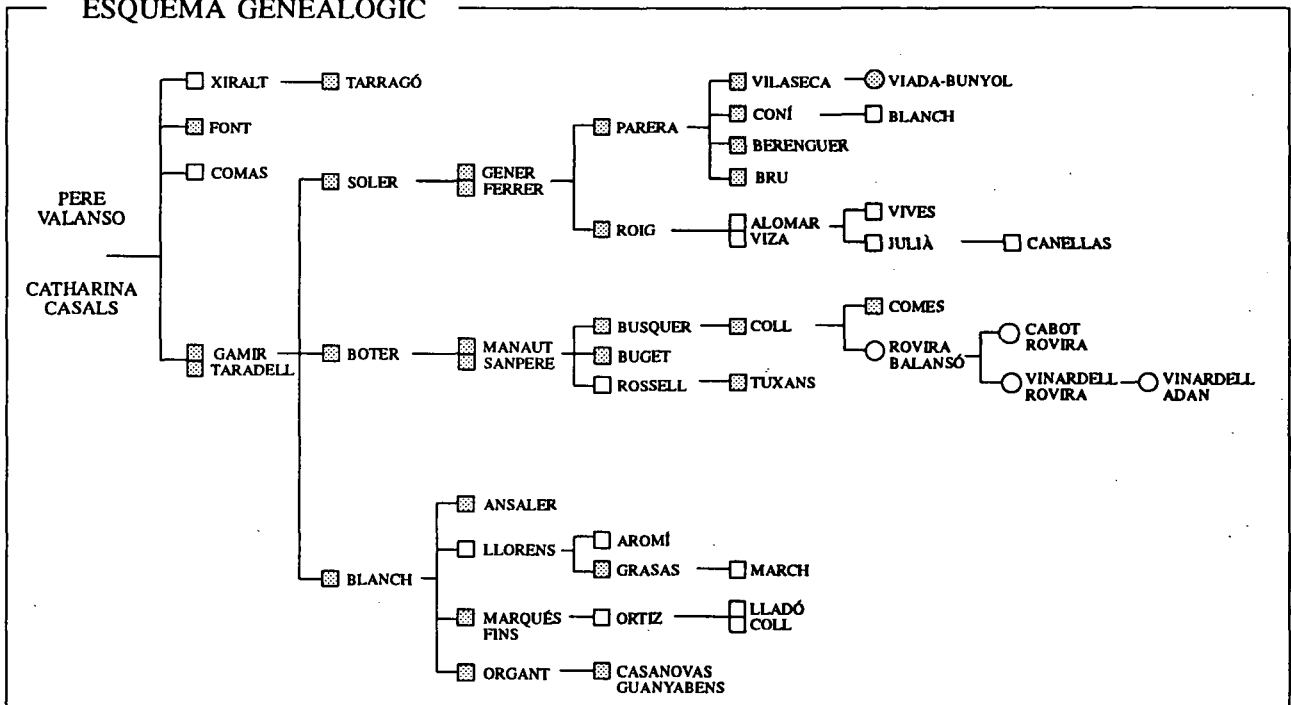 ESQUEMA GENEALOGIC
PERE
VALANSO
CATHARINA
CASALS
XIRALT
TARRAGÓ
FONT
COMAS
GAMIR
TARADELL
SOLER
GENER
FERRER
PARERA
VILASECA
VIADA-BUNYOL
CONÍ
BLANCH
BERENGUER
BRU
ROIG
ALOMAR
VIZA
VIVES
JULIÀ
CANELLAS
BOTER
MANAUT
SANPERE
BUSQUER
COLL
COMES
ROVIRA
BALANSÓ
CABOT
ROVIRA
VINARDELL
ROVIRA
VINARDELL
ADAN
BUGET
ROSSELL
TUXANS
BLANCH
ANSALER
LLORENS
AROMÍ
GRASAS
MARCH
MARQUÉS
FINS
ORTIZ
LLADÓ
COLL
ORGANT
CASANOVAS
GUANYABENS